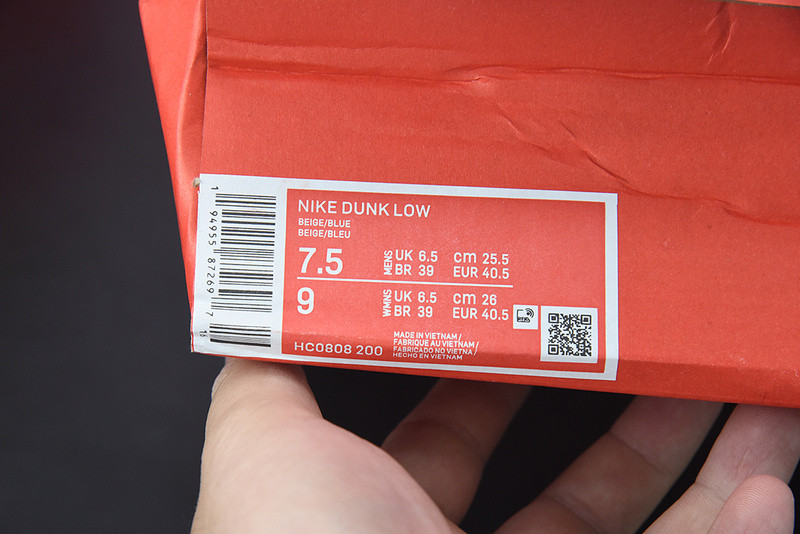 NIKE DUNK LOW
BEIGE/BLUE
BEIGE/BLEU
7.5 MENS UK 6.5 cm 25.5
BR 39 EUR 40.5
9 WMNS UK 6.5 cm 26
BR 39 EUR 40.5
HC0808 200
MADE IN VIETNAM /
FABRIQUE AU VIETNAM /
FABRICADO NO VIETNA /
HECHO EN VIETNAM
1 94955 87269 7